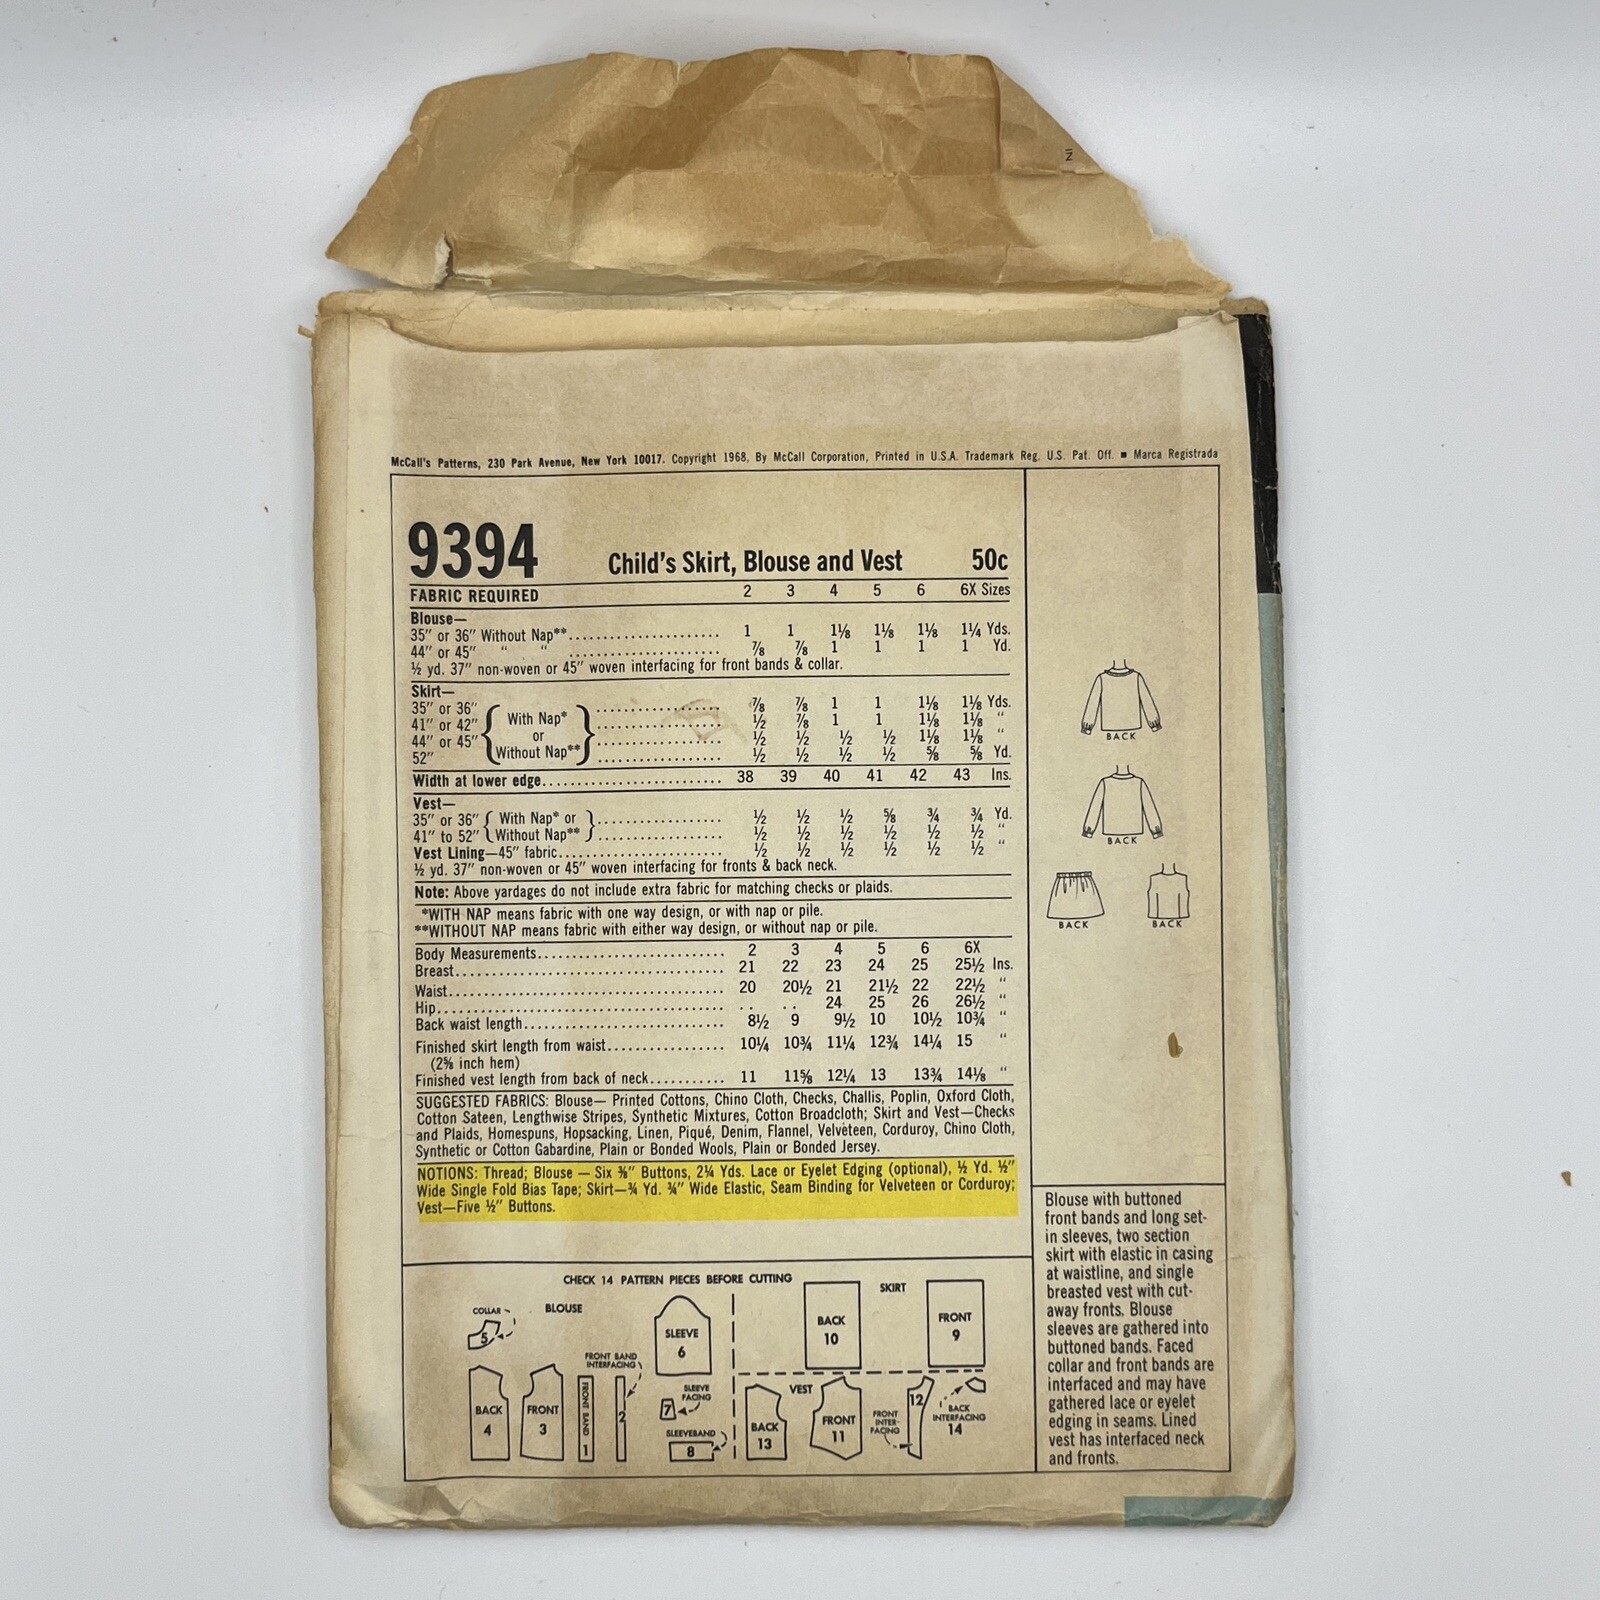 McCall's Patterns, 230 Park Avenue, New York 10017. Copyright 1968, By McCall Corporation, Printed in U.S.A. Trademark Reg. U.S. Pat. Off. ■ Marca Registrada
9394 Child's Skirt, Blouse and Vest 50c
FABRIC REQUIRED 2 3 4 5 6 6X Sizes
Blouse—
35" or 36" Without Nap** 1 1 1⅛ 1⅛ 1⅛ 1¼ Yds.
44" or 45" " " ⅞ ⅞ 1 1 1 1 Yd.
½ yd. 37" non-woven or 45" woven interfacing for front bands & collar.
Skirt—
35" or 36" ⅞ ⅞ 1 1 1⅛ 1⅛ Yds.
41" or 42" With Nap* ½ ⅞ 1 1 1⅛ 1⅛ "
or
44" or 45" Without Nap** ½ ½ ½ ½ 1⅛ 1⅛ "
52" ½ ½ ½ ½ ⅝ ⅝ Yd.
Width at lower edge 38 39 40 41 42 43 Ins.
Vest—
35" or 36" With Nap* or ½ ½ ½ ⅝ ¾ ¾ Yd.
41" to 52" Without Nap** ½ ½ ½ ½ ½ ½ "
Vest Lining—45" fabric ½ ½ ½ ½ ½ ½ "
½ yd. 37" non-woven or 45" woven interfacing for fronts & back neck.
Note: Above yardages do not include extra fabric for matching checks or plaids.
*WITH NAP means fabric with one way design, or with nap or pile.
**WITHOUT NAP means fabric with either way design, or without nap or pile.
Body Measurements 2 3 4 5 6 6X
Breast 21 22 23 24 25 25½ Ins.
Waist 20 20½ 21 21½ 22 22½ "
Hip .. .. 24 25 26 26½ "
Back waist length 8½ 9 9½ 10 10½ 10¾ "
Finished skirt length from waist 10¼ 10¾ 11¼ 12¾ 14¼ 15 "
(2⅝ inch hem)
Finished vest length from back of neck 11 11⅝ 12¼ 13 13¾ 14⅛ "
SUGGESTED FABRICS: Blouse— Printed Cottons, Chino Cloth, Checks, Challis, Poplin, Oxford Cloth,
Cotton Sateen, Lengthwise Stripes, Synthetic Mixtures, Cotton Broadcloth; Skirt and Vest—Checks
and Plaids, Homespuns, Hopsacking, Linen, Piqué, Denim, Flannel, Velveteen, Corduroy, Chino Cloth,
Synthetic or Cotton Gabardine, Plain or Bonded Wools, Plain or Bonded Jersey.
NOTIONS: Thread; Blouse — Six ⅜" Buttons, 2¼ Yds. Lace or Eyelet Edging (optional), ½ Yd. ½"
Wide Single Fold Bias Tape; Skirt—¾ Yd. ¾" Wide Elastic, Seam Binding for Velveteen or Corduroy;
Vest—Five ½" Buttons.
BACK
BACK
BACK BACK
Blouse with buttoned
front bands and long set-
in sleeves, two section
skirt with elastic in casing
at waistline, and single
breasted vest with cut-
away fronts. Blouse
sleeves are gathered into
buttoned bands. Faced
collar and front bands are
interfaced and may have
gathered lace or eyelet
edging in seams. Lined
vest has interfaced neck
and fronts.
CHECK 14 PATTERN PIECES BEFORE CUTTING
BLOUSE
COLLAR
5
BACK
4
FRONT
3
FRONT BAND
1
FRONT BAND
INTERFACING
2
SLEEVE
6
SLEEVE
FACING
7
SLEEVEBAND
8
SKIRT
BACK
10
FRONT
9
VEST
BACK
13
FRONT
11
FRONT
INTER-
FACING
12
BACK
INTERFACING
14